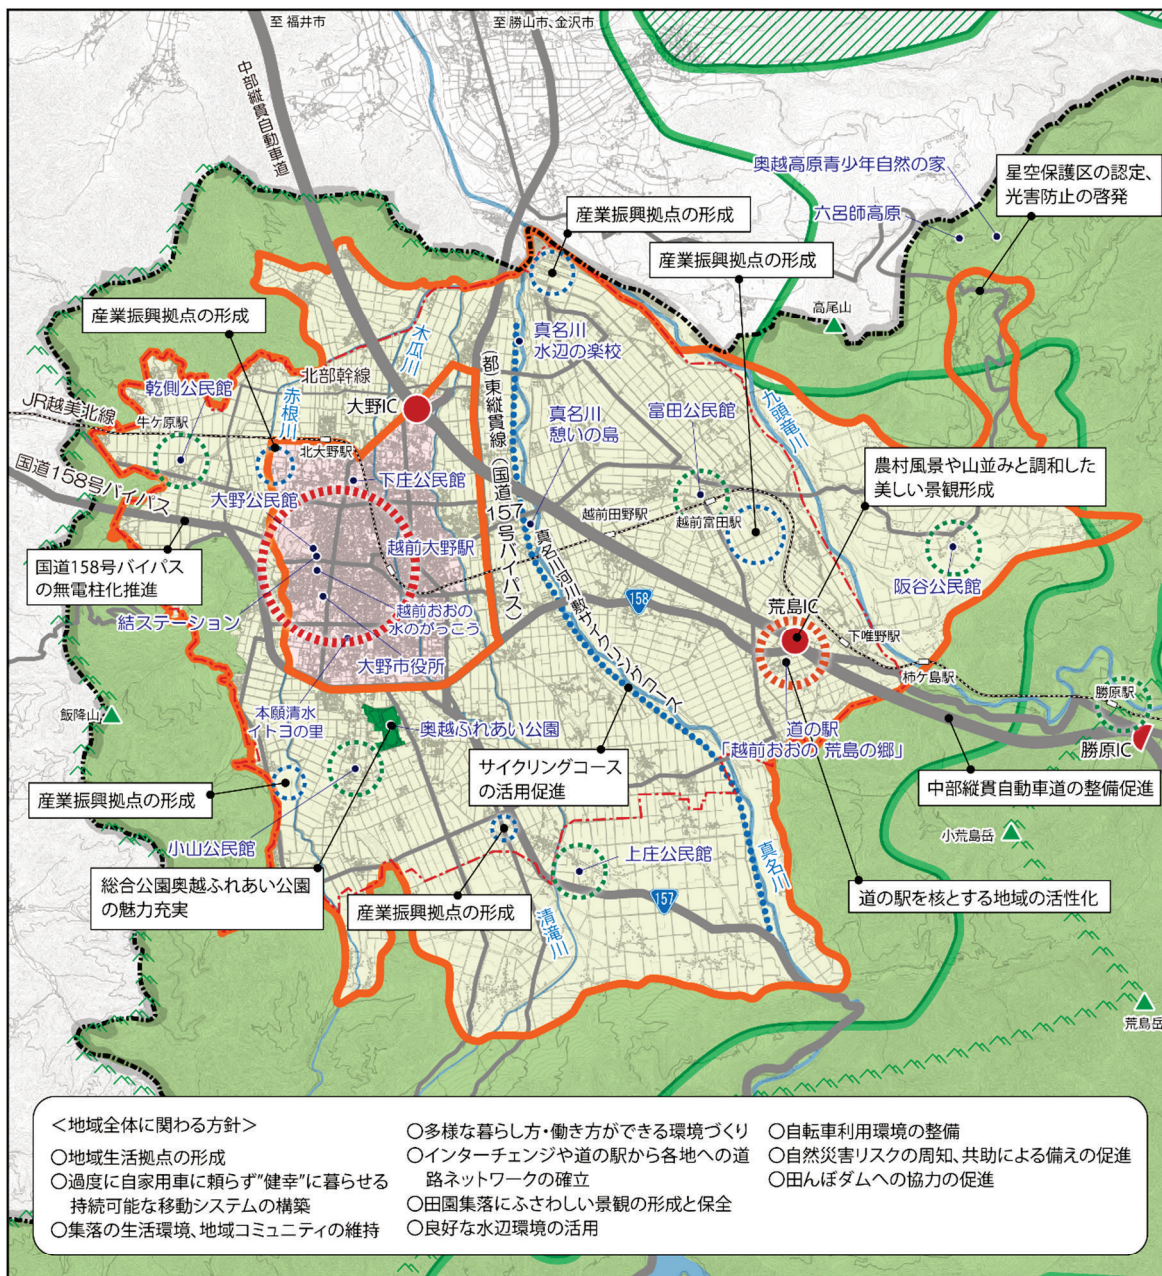 至 福井市
至 勝山市、金沢市
中部縦貫自動車道
奥越高原青少年自然の家
六呂師高原
星空保護区の認定、
光害防止の啓発
産業振興拠点の形成
産業振興拠点の形成
高尾山
産業振興拠点の形成
木瓜川
北部幹線
真名川
水辺の楽校
乾側公民館
赤根川
大野IC
(都)東縦貫線(国道157号バイパス)
JR越美北線
牛ケ原駅
北大野駅
真名川
憩いの島
富田公民館
九頭竜川
国道158号バイパス
大野公民館
下庄公民館
農村風景や山並みと調和した
美しい景観形成
越前大野駅
越前田野駅
越前富田駅
国道158号バイパス
の無電柱化推進
阪谷公民館
結ステーション
越前おおの
水のがっこう
真名川河川敷サイクリングコース
158
荒島IC
下唯野駅
大野市役所
柿ケ島駅
勝原駅
飯降山
本願清水
イトヨの里
奥越ふれあい公園
道の駅
「越前おおの 荒島の郷」
勝原IC
サイクリングコース
の活用促進
産業振興拠点の形成
中部縦貫自動車道の整備促進
小荒島岳
小山公民館
上庄公民館
真名川
総合公園奥越ふれあい公園
の魅力充実
産業振興拠点の形成
157
道の駅を核とする地域の活性化
清滝川
荒島岳
＜地域全体に関わる方針＞
○地域生活拠点の形成
○過度に自家用車に頼らず"健幸"に暮らせる
持続可能な移動システムの構築
○集落の生活環境、地域コミュニティの維持
○多様な暮らし方・働き方ができる環境づくり
○インターチェンジや道の駅から各地への道
路ネットワークの確立
○田園集落にふさわしい景観の形成と保全
○良好な水辺環境の活用
○自転車利用環境の整備
○自然災害リスクの周知、共助による備えの促進
○田んぼダムへの協力の促進